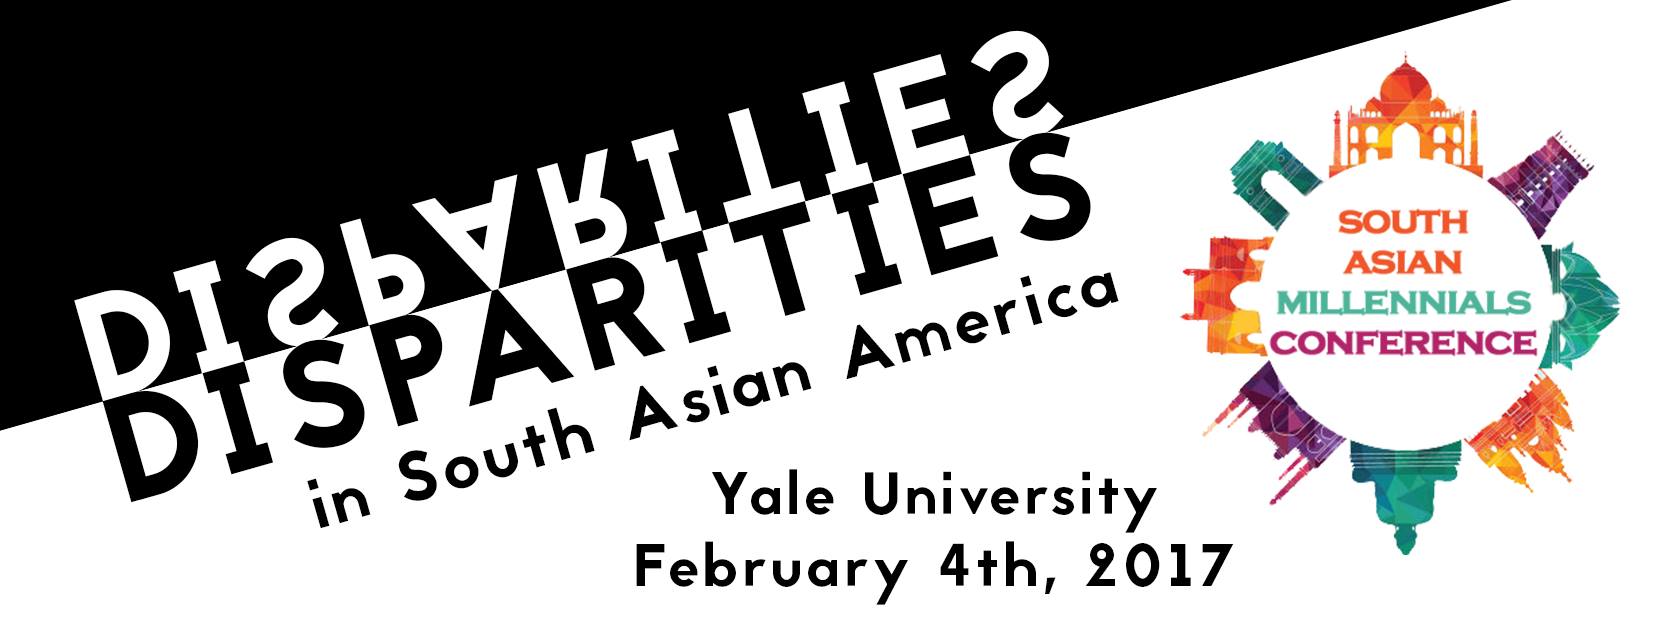 DISPARITIES
DISPARITIES
in South Asian America
Yale University
February 4th, 2017
SOUTH
ASIAN
MILLENNIALS
CONFERENCE